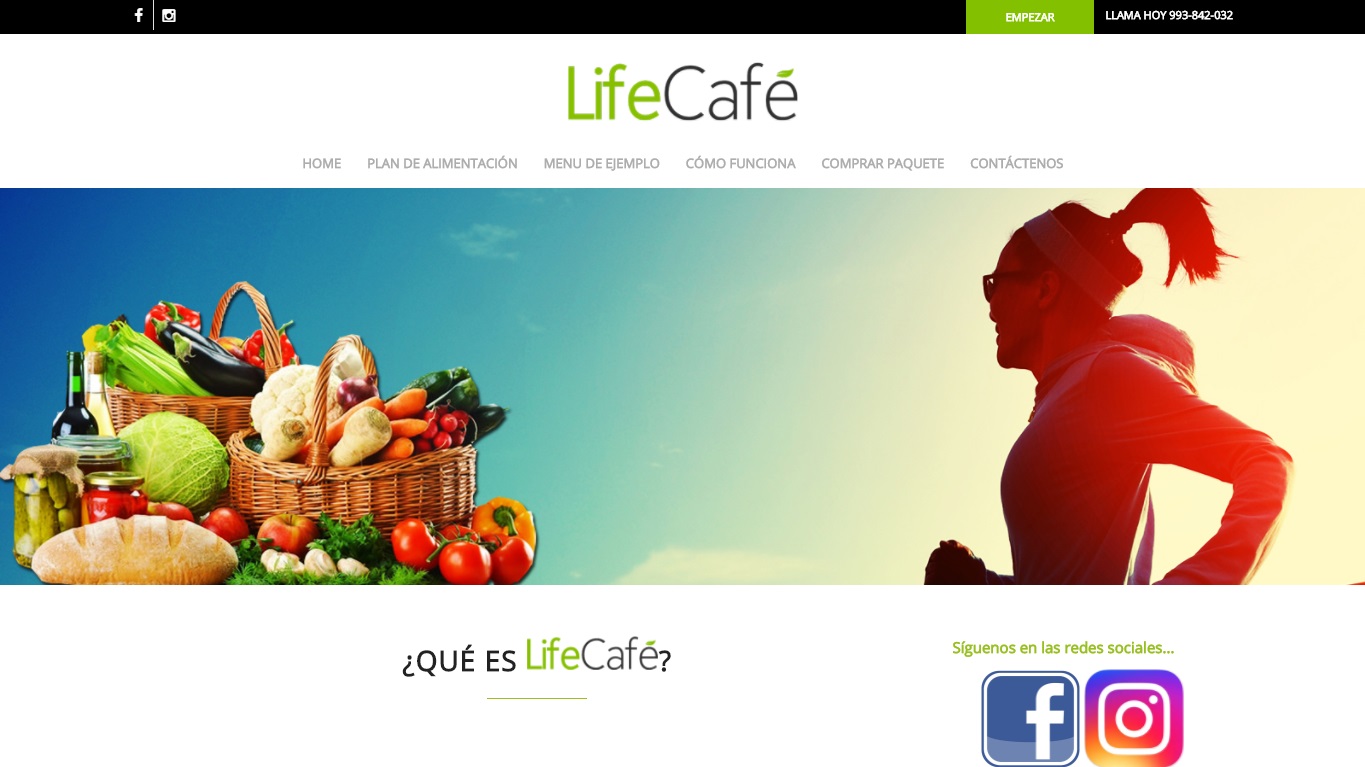 EMPEZAR
LLAMA HOY 993-842-032
LifeCafé
HOME PLAN DE ALIMENTACIÓN MENU DE EJEMPLO CÓMO FUNCIONA COMPRAR PAQUETE CONTÁCTENOS
¿QUÉ ES LifeCafé?
Síguenos en las redes sociales...